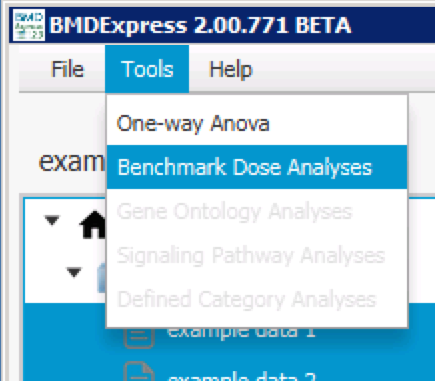 BMDExpress 2.00.771 BETA
File Tools Help
One-way Anova
exam
Benchmark Dose Analyses
Gene Ontology Analyses
Signaling Pathway Analyses
Defined Category Analyses
example data 1
example data 2